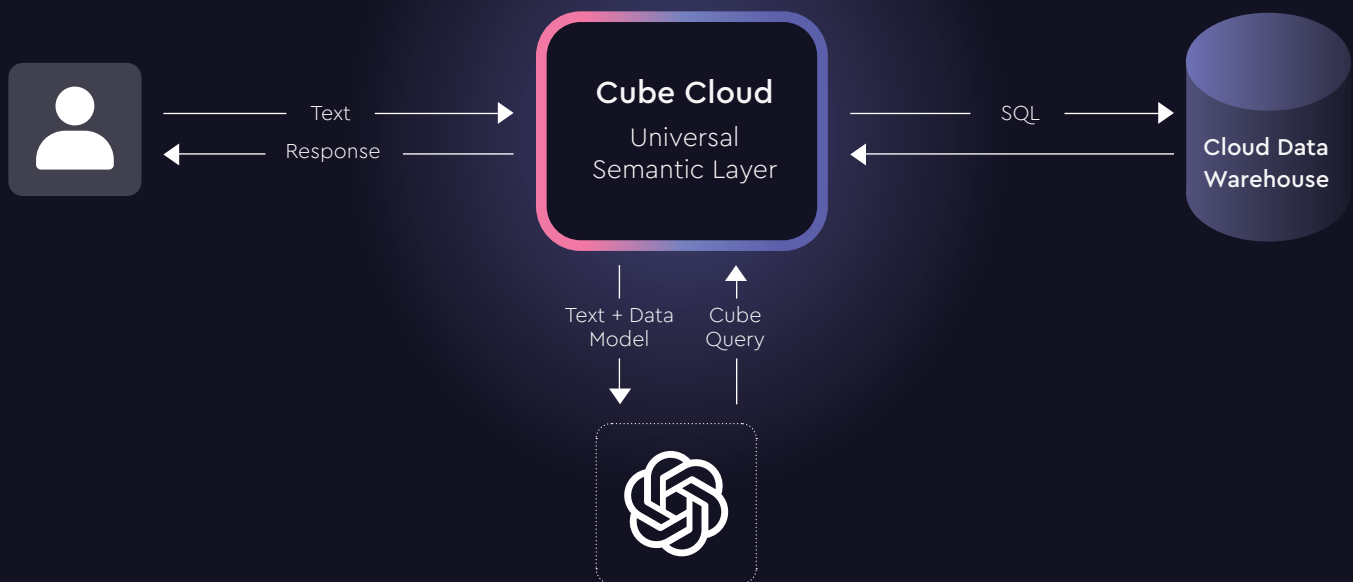 Cube Cloud
Universal
Semantic Layer
Text
Response
SQL
Cloud Data
Warehouse
Text + Data
Model
Cube
Query